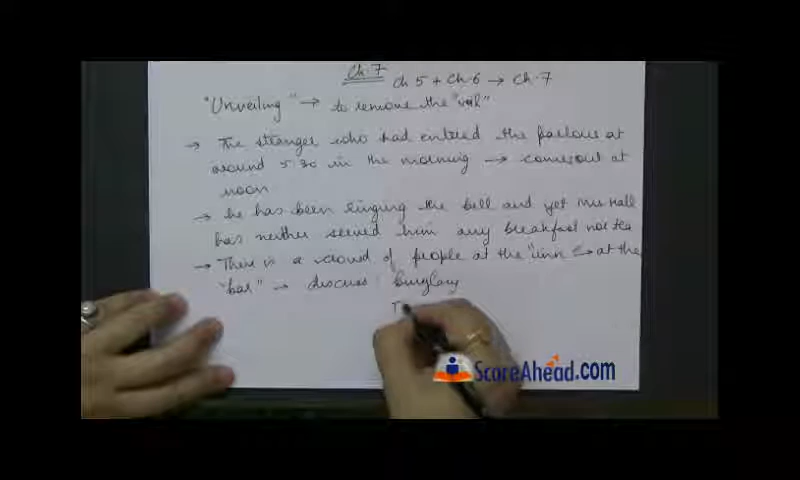 Ch.7
Ch 5 + Ch.6 → Ch.7
"Unveiling" → to remove the "veil"
→ The stranger who had entered the parlour at
around 5.30 in the morning → comes out at
noon
→ he has been ringing the bell and yet Mrs Hall
has neither served him any breakfast nor tea
→ There is a crowd of people at the "inn" → at the
"bar" → discuss burglary
T
ScoreAhead.com